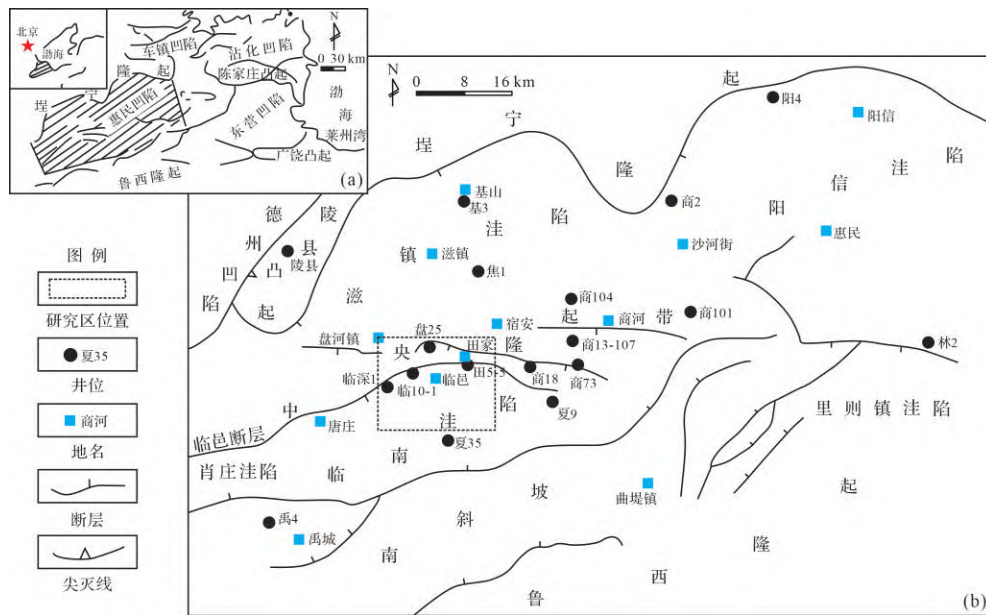 北京
渤海
车镇凹陷
沾化凹陷
N
0 30 km
陈家庄凸起
埕宁隆起
惠民凹陷
东营凹陷
渤海
莱州湾
广饶凸起
鲁西隆起
(a)
N
0 8 16 km
埕宁隆起
阳4
阳信
阳信洼陷
基山
基3
商2
惠民
沙河街
滋镇洼陷
滋镇
焦1
德州凹陷
陵县凸起
陵县
商104
商河
商101
宿安
盘河镇
盘25
田家
商13-107
林2
中央隆起带
临深1
临10-1
临邑
田5-5
商18
商73
夏9
里则镇洼陷
唐庄
临邑断层
夏35
肖庄洼陷
临南洼陷
曲堤镇
禹4
禹城
南斜坡
鲁西隆起
(b)
图 例
研究区位置
夏35
井位
商河
地名
断层
尖灭线